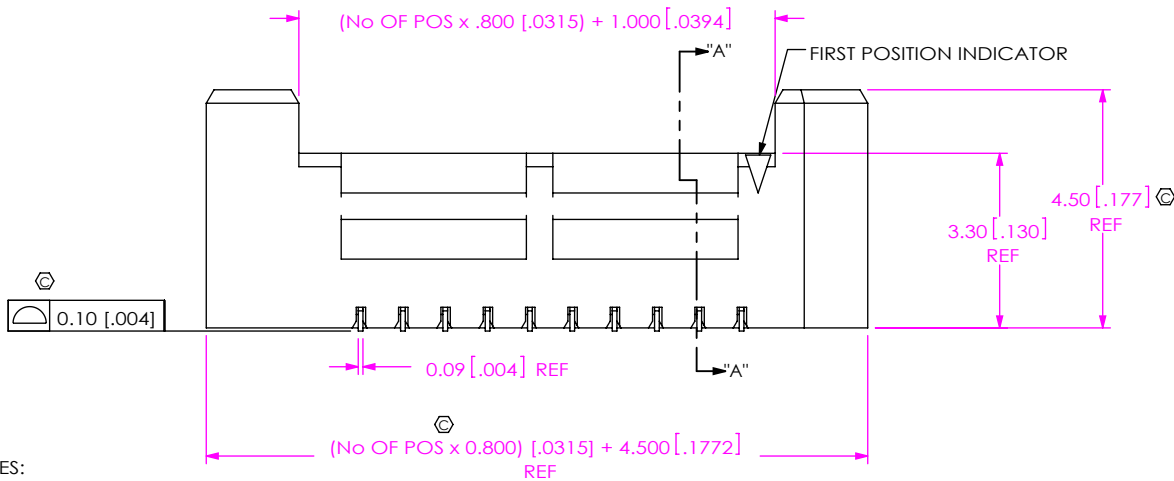 (No OF POS x .800 [.0315) + 1.000 [.0394]
"A"
FIRST POSITION INDICATOR
4.50 [.177] C
REF
3.30 [.130]
REF
C
0.10 [.004]
0.09 [.004] REF
"A"
C
(No OF POS x 0.800) [.0315] + 4.500 [.1772]
REF
ES: